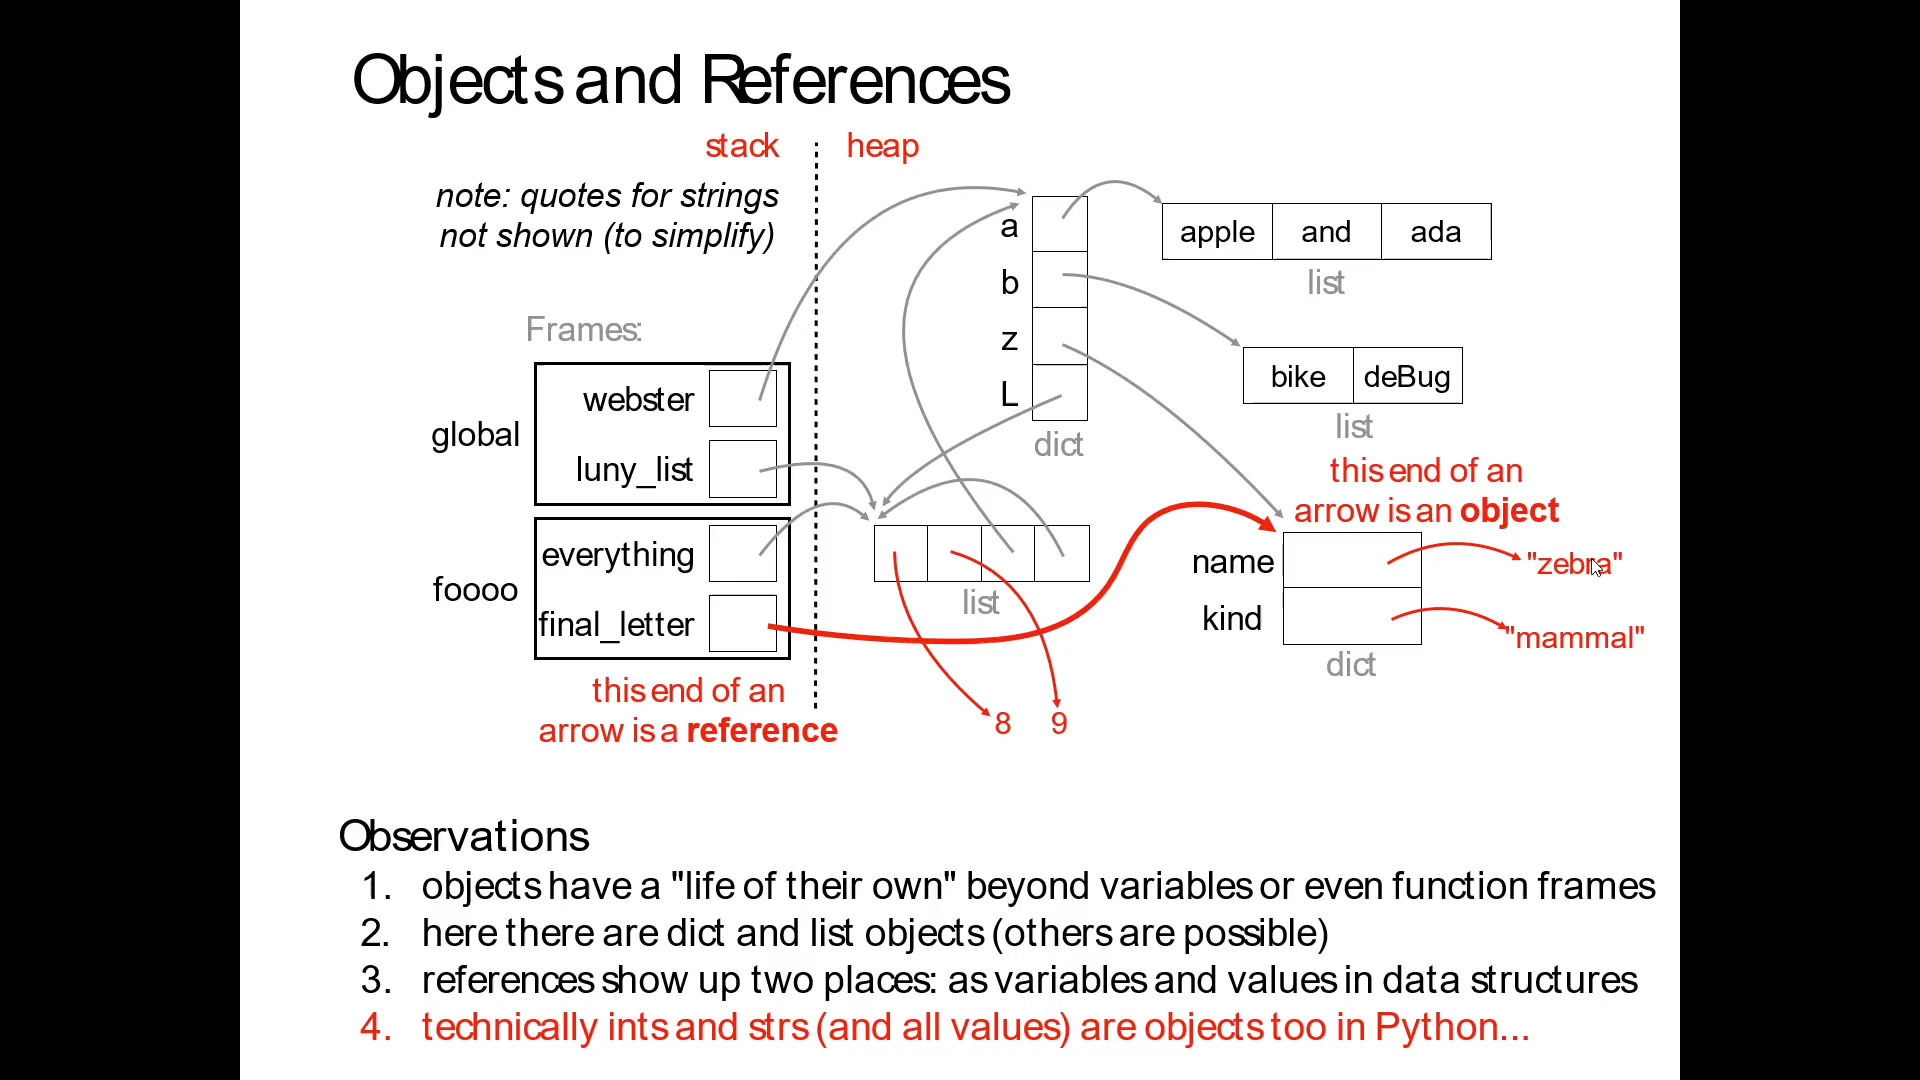 Objects and References
stack
heap
note: quotes for strings
not shown (to simplify)
Frames:
global
webster
luny_list
foooo
everything
final_letter
this end of an
arrow is a reference
a
b
z
L
dict
apple and ada
list
bike deBug
list
this end of an
arrow is an object
list
8 9
name
kind
dict
"zebra"
"mammal"
Observations
1. objects have a "life of their own" beyond variables or even function frames
2. here there are dict and list objects (others are possible)
3. references show up two places: as variables and values in data structures
4. technically ints and strs (and all values) are objects too in Python...